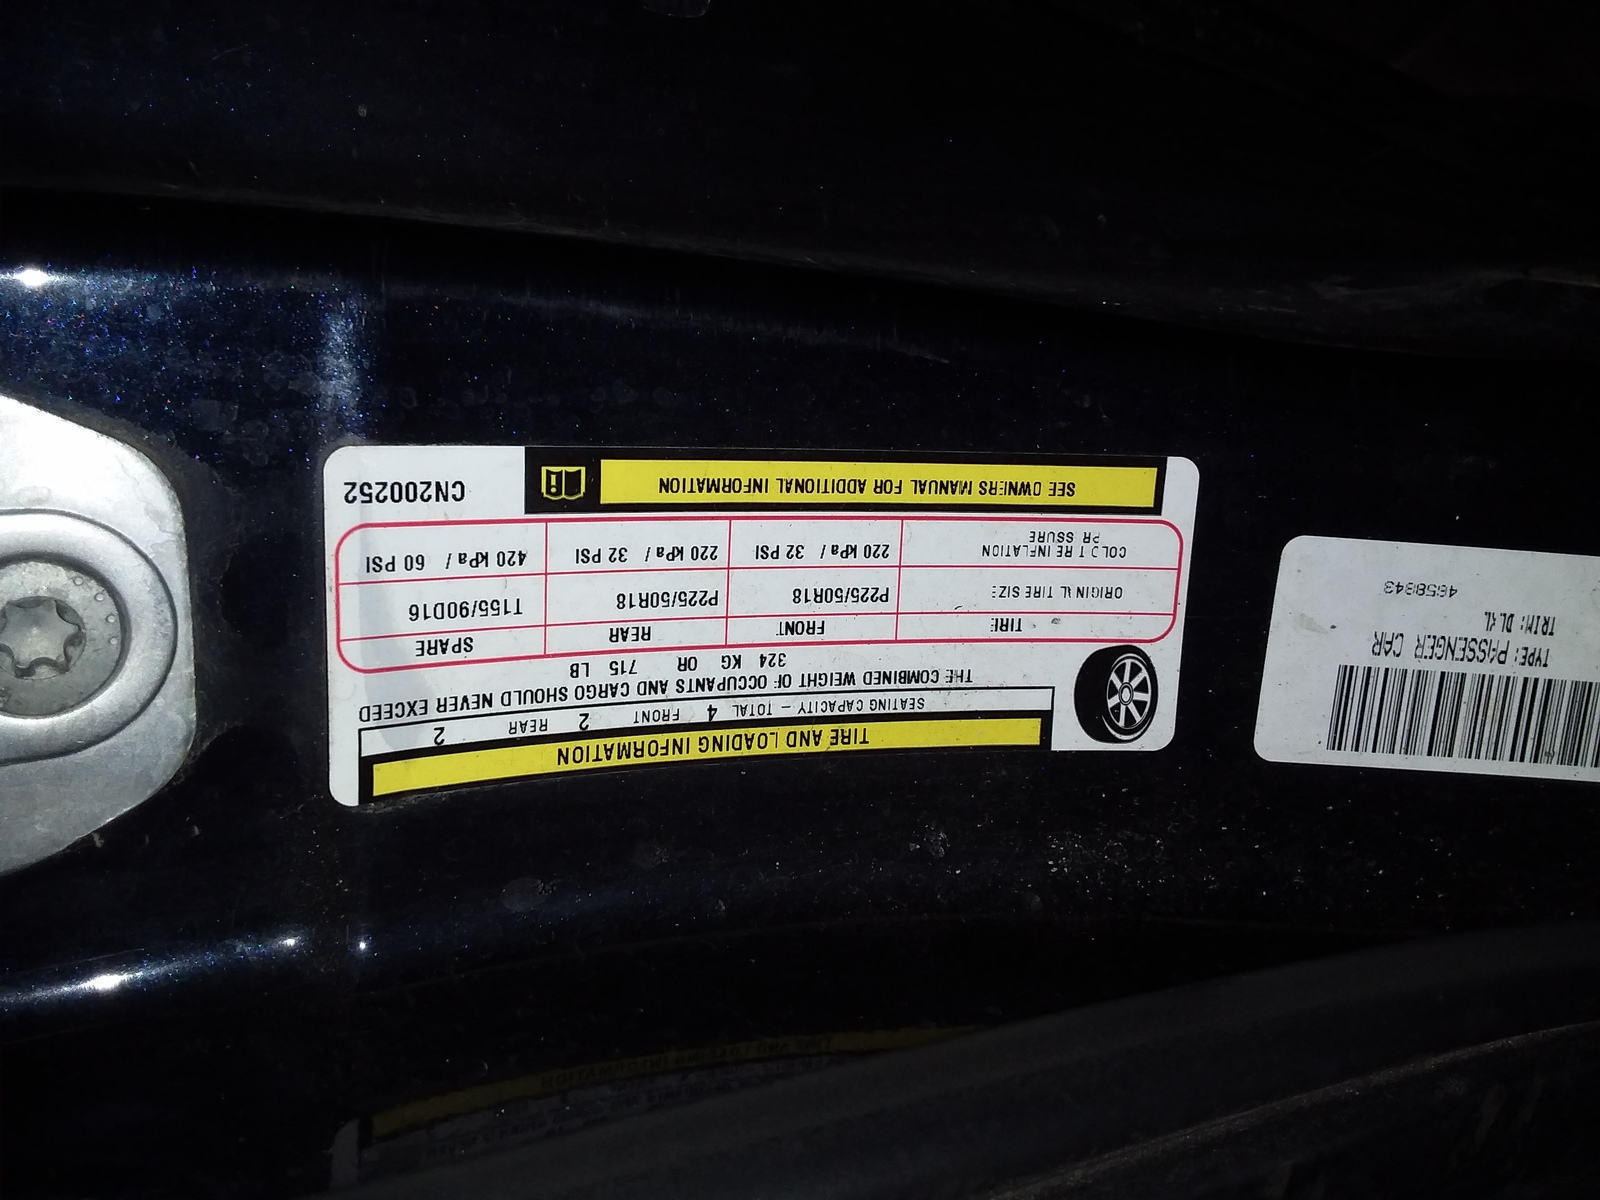 TIRE AND LOADING INFORMATION
SEATING CAPACITY – TOTAL 4 FRONT 2 REAR 2
THE COMBINED WEIGHT OF OCCUPANTS AND CARGO SHOULD NEVER EXCEED
324 KG OR 715 LB
TIRE FRONT REAR SPARE
ORIGINAL TIRE SIZE P225/50R18 P225/50R18 T155/90D16
COLD TIRE INFLATION PRESSURE 220 kPa / 32 PSI 220 kPa / 32 PSI 420 kPa / 60 PSI
SEE OWNERS MANUAL FOR ADDITIONAL INFORMATION
CN200252
TYPE: PASSENGER CAR
TRIM: